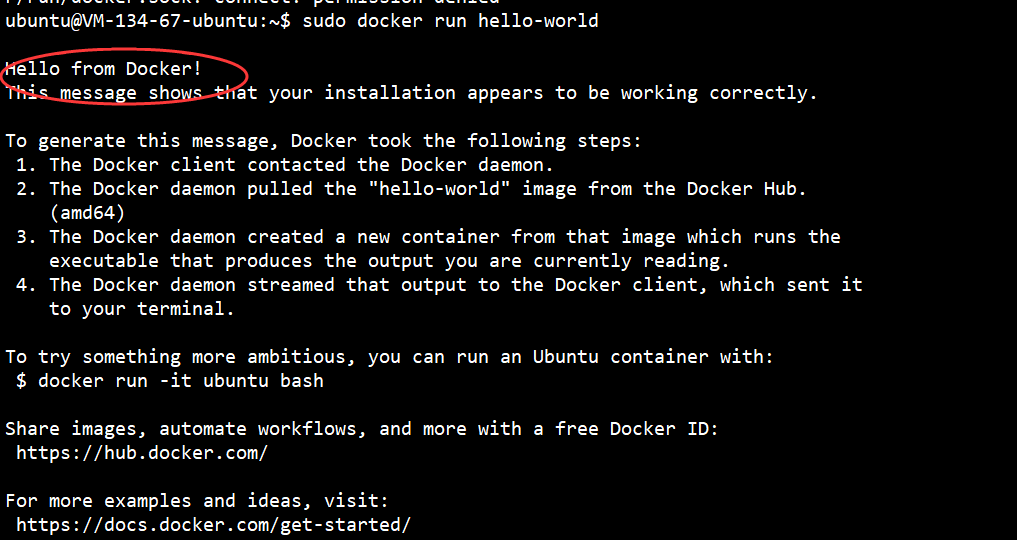 ubuntu@VM-134-67-ubuntu:~$ sudo docker run hello-world
Hello from Docker!
This message shows that your installation appears to be working correctly.
To generate this message, Docker took the following steps:
1. The Docker client contacted the Docker daemon.
2. The Docker daemon pulled the "hello-world" image from the Docker Hub.
(amd64)
3. The Docker daemon created a new container from that image which runs the
executable that produces the output you are currently reading.
4. The Docker daemon streamed that output to the Docker client, which sent it
to your terminal.
To try something more ambitious, you can run an Ubuntu container with:
$ docker run -it ubuntu bash
Share images, automate workflows, and more with a free Docker ID:
https://hub.docker.com/
For more examples and ideas, visit:
https://docs.docker.com/get-started/